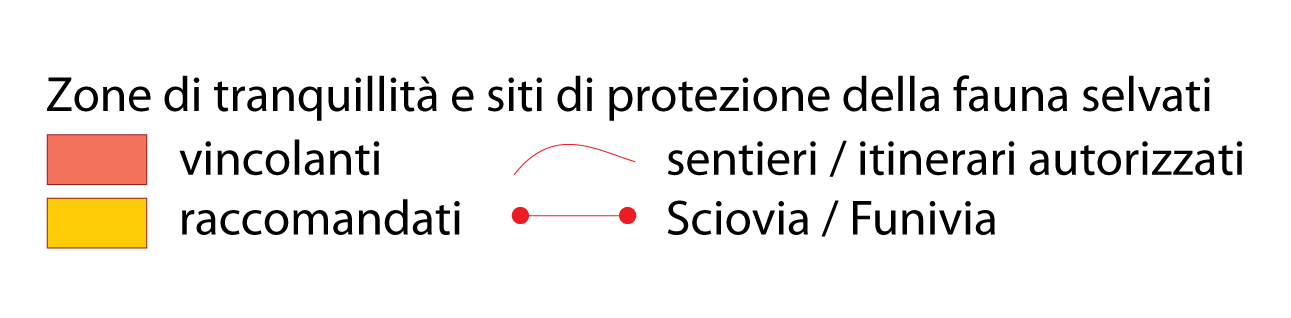 Zone di tranquillità e siti di protezione della fauna selvati
vincolanti sentieri / itinerari autorizzati
raccomandati Sciovia / Funivia